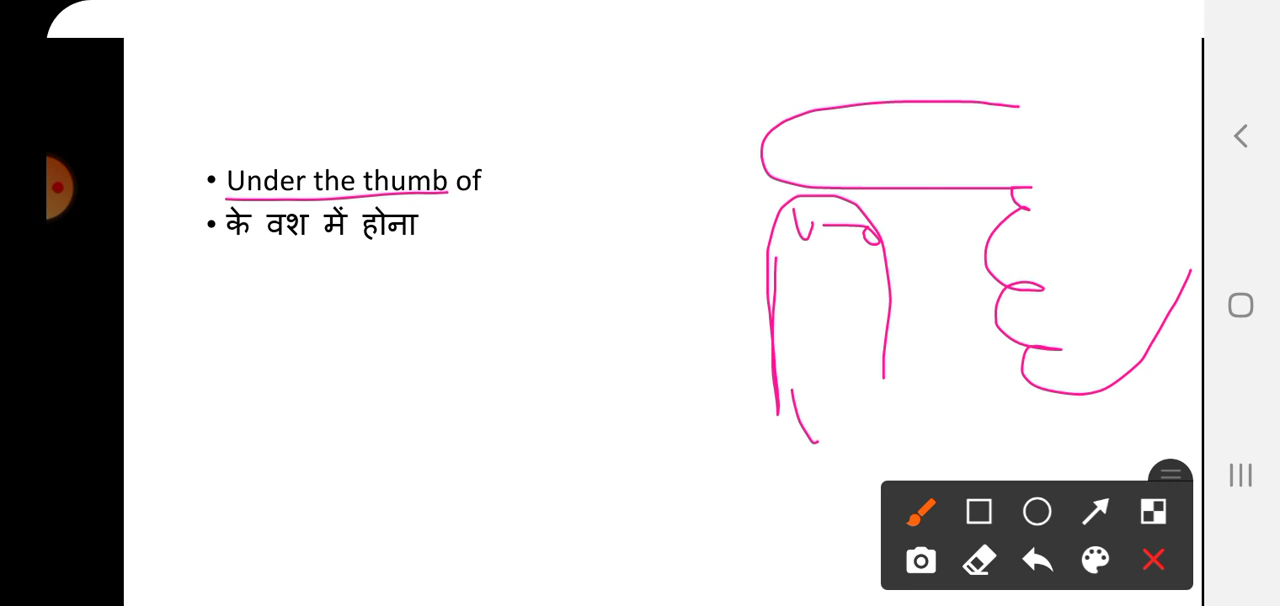 • Under the thumb of
• के वश में होना